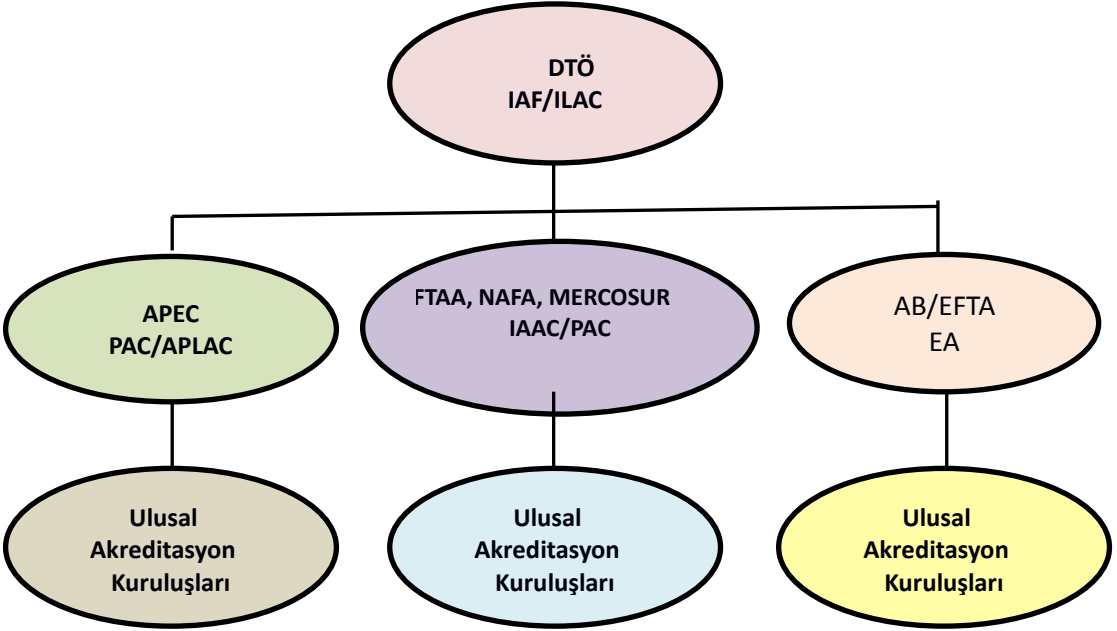 DTÖ
IAF/ILAC
APEC
PAC/APLAC
FTAA, NAFA, MERCOSUR
IAAC/PAC
AB/EFTA
EA
Ulusal
Akreditasyon
Kuruluşları
Ulusal
Akreditasyon
Kuruluşları
Ulusal
Akreditasyon
Kuruluşları